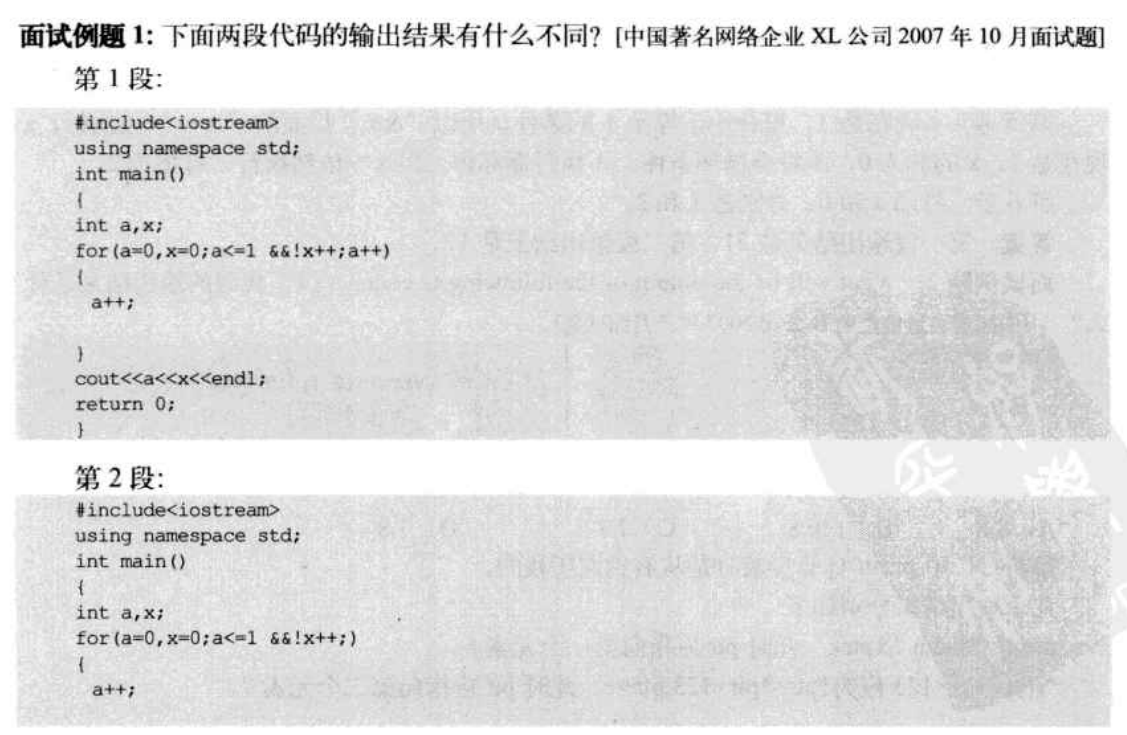 面试例题 1: 下面两段代码的输出结果有什么不同? [中国著名网络企业 XL 公司 2007 年 10 月面试题]
第 1 段:
#include<iostream>
using namespace std;
int main()
{
int a,x;
for(a=0,x=0;a<=1 &&!x++;a++)
{
a++;
}
cout<<a<<x<<endl;
return 0;
}
第 2 段:
#include<iostream>
using namespace std;
int main()
{
int a,x;
for(a=0,x=0;a<=1 &&!x++;)
{
a++;